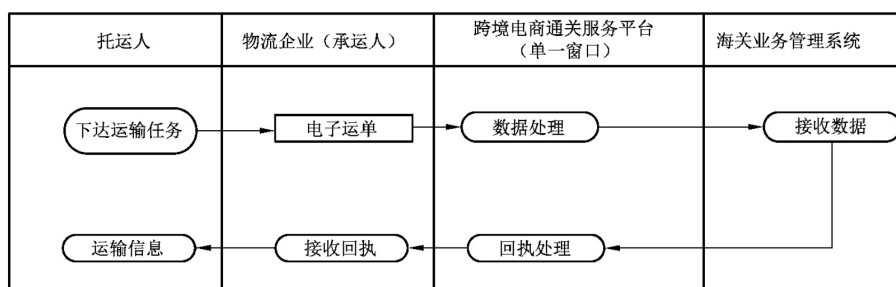 托运人
物流企业（承运人）
跨境电商通关服务平台
（单一窗口）
海关业务管理系统
下达运输任务
电子运单
数据处理
接收数据
运输信息
接收回执
回执处理